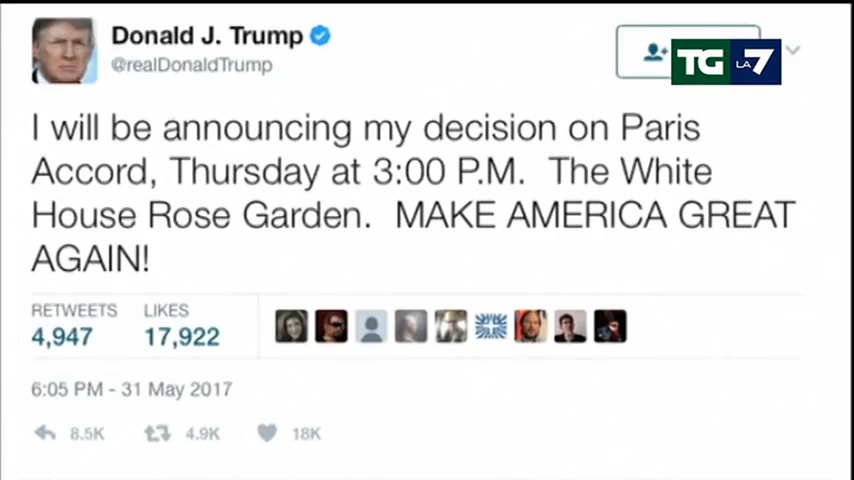 Donald J. Trump
@realDonaldTrump
TG LA 7
I will be announcing my decision on Paris
Accord, Thursday at 3:00 P.M.  The White
House Rose Garden.  MAKE AMERICA GREAT
AGAIN!
RETWEETS LIKES
4,947 17,922
6:05 PM - 31 May 2017
8.5K 4.9K 18K